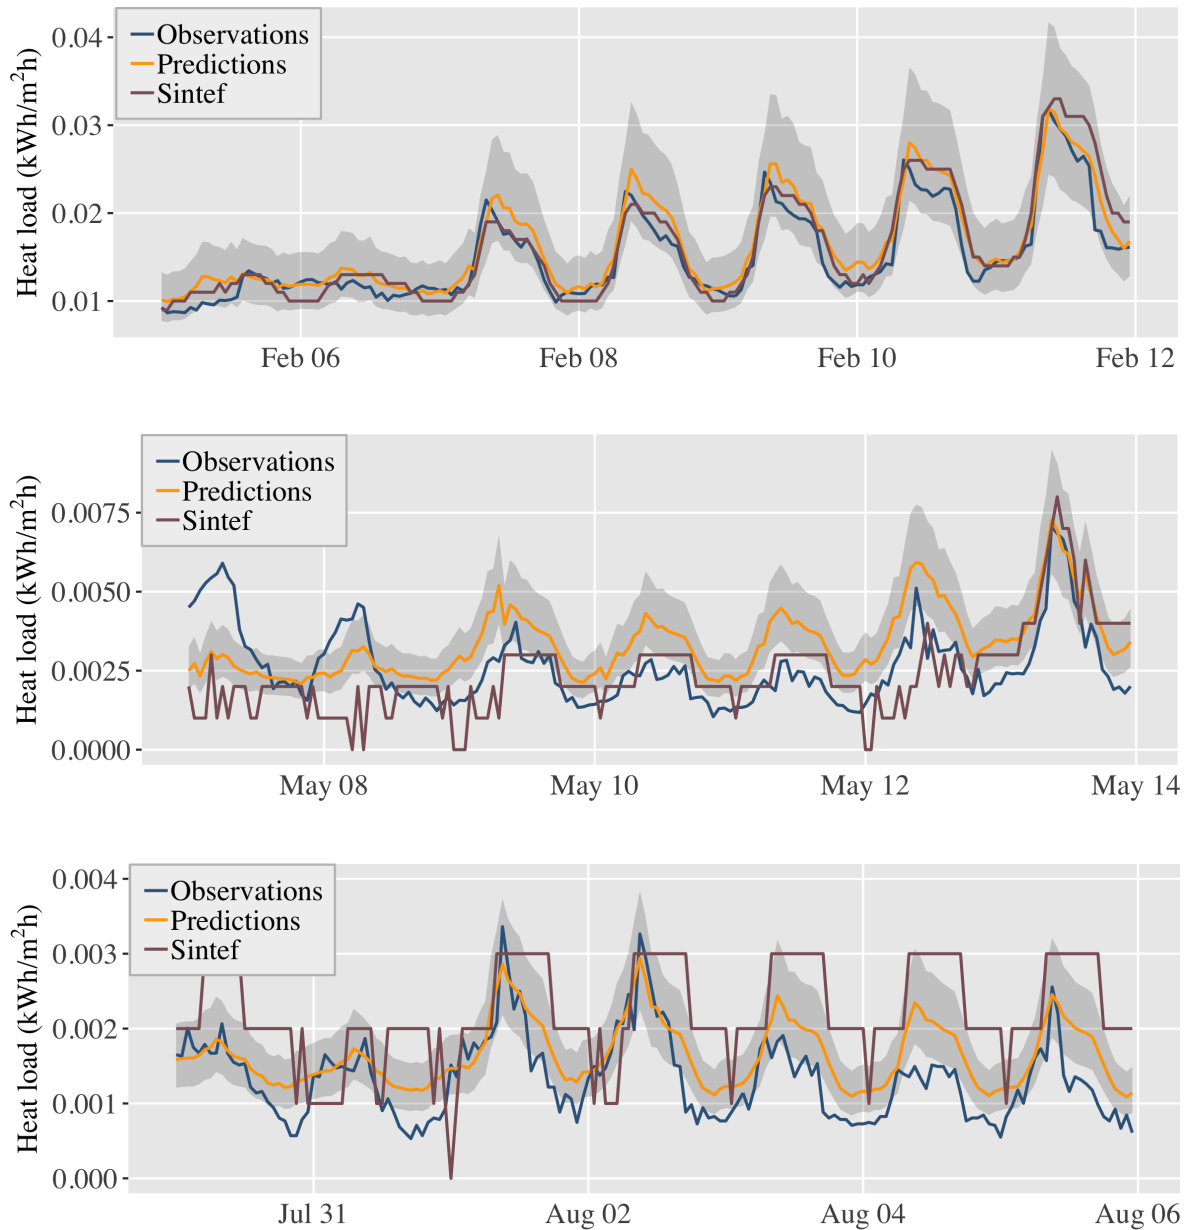 Heat load (kWh/m²h)
0.04
0.03
0.02
0.01
Observations
Predictions
Sintef
Feb 06
Feb 08
Feb 10
Feb 12
Heat load (kWh/m²h)
0.0075
0.0050
0.0025
0.0000
Observations
Predictions
Sintef
May 08
May 10
May 12
May 14
Heat load (kWh/m²h)
0.004
0.003
0.002
0.001
0.000
Observations
Predictions
Sintef
Jul 31
Aug 02
Aug 04
Aug 06